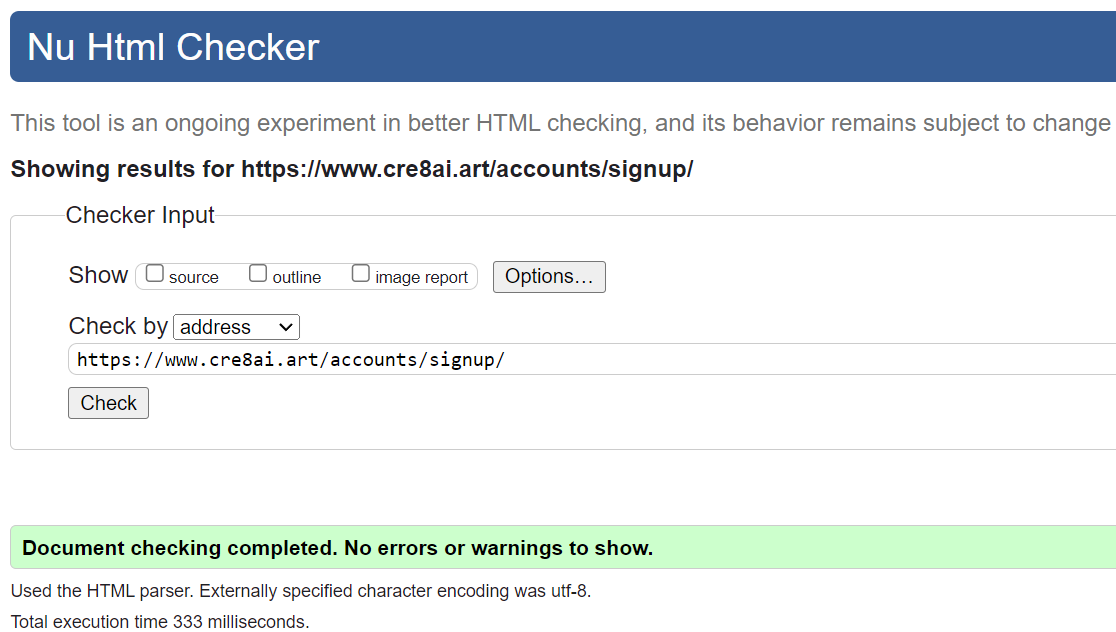 Nu Html Checker
This tool is an ongoing experiment in better HTML checking, and its behavior remains subject to change
Showing results for https://www.cre8ai.art/accounts/signup/
Checker Input
Show source outline image report Options...
Check by address
https://www.cre8ai.art/accounts/signup/
Check
Document checking completed. No errors or warnings to show.
Used the HTML parser. Externally specified character encoding was utf-8.
Total execution time 333 milliseconds.